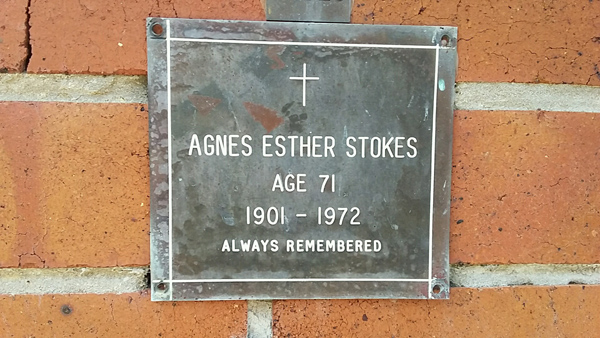 AGNES ESTHER STOKES
AGE 71
1901 - 1972
ALWAYS REMEMBERED